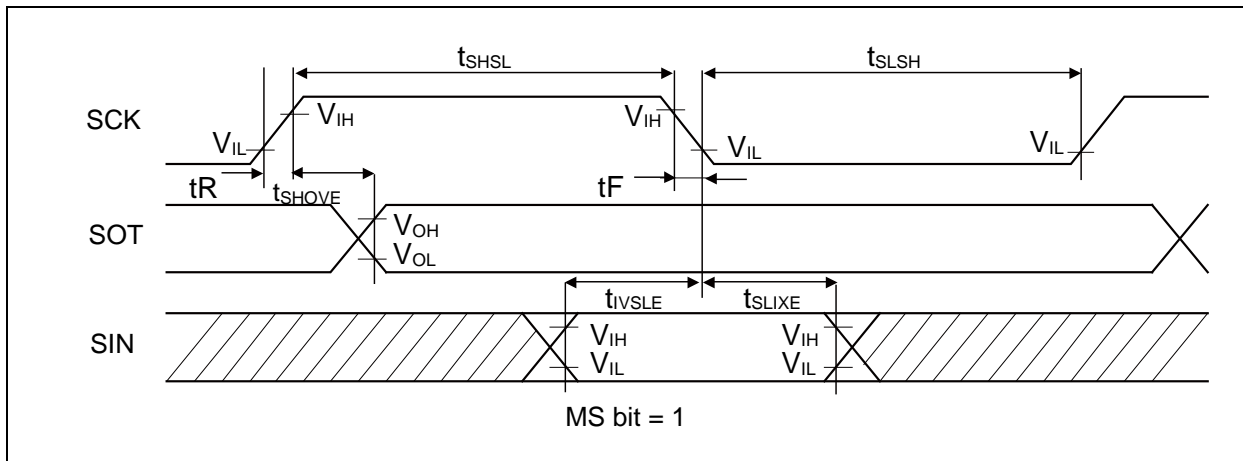 tSHSL tSLSH
SCK VIH VIH
VIL VIL VIL
tR tSHOVE tF
SOT VOH
VOL
tIVSLE tSLIXE
SIN VIH VIH
VIL VIL
MS bit = 1